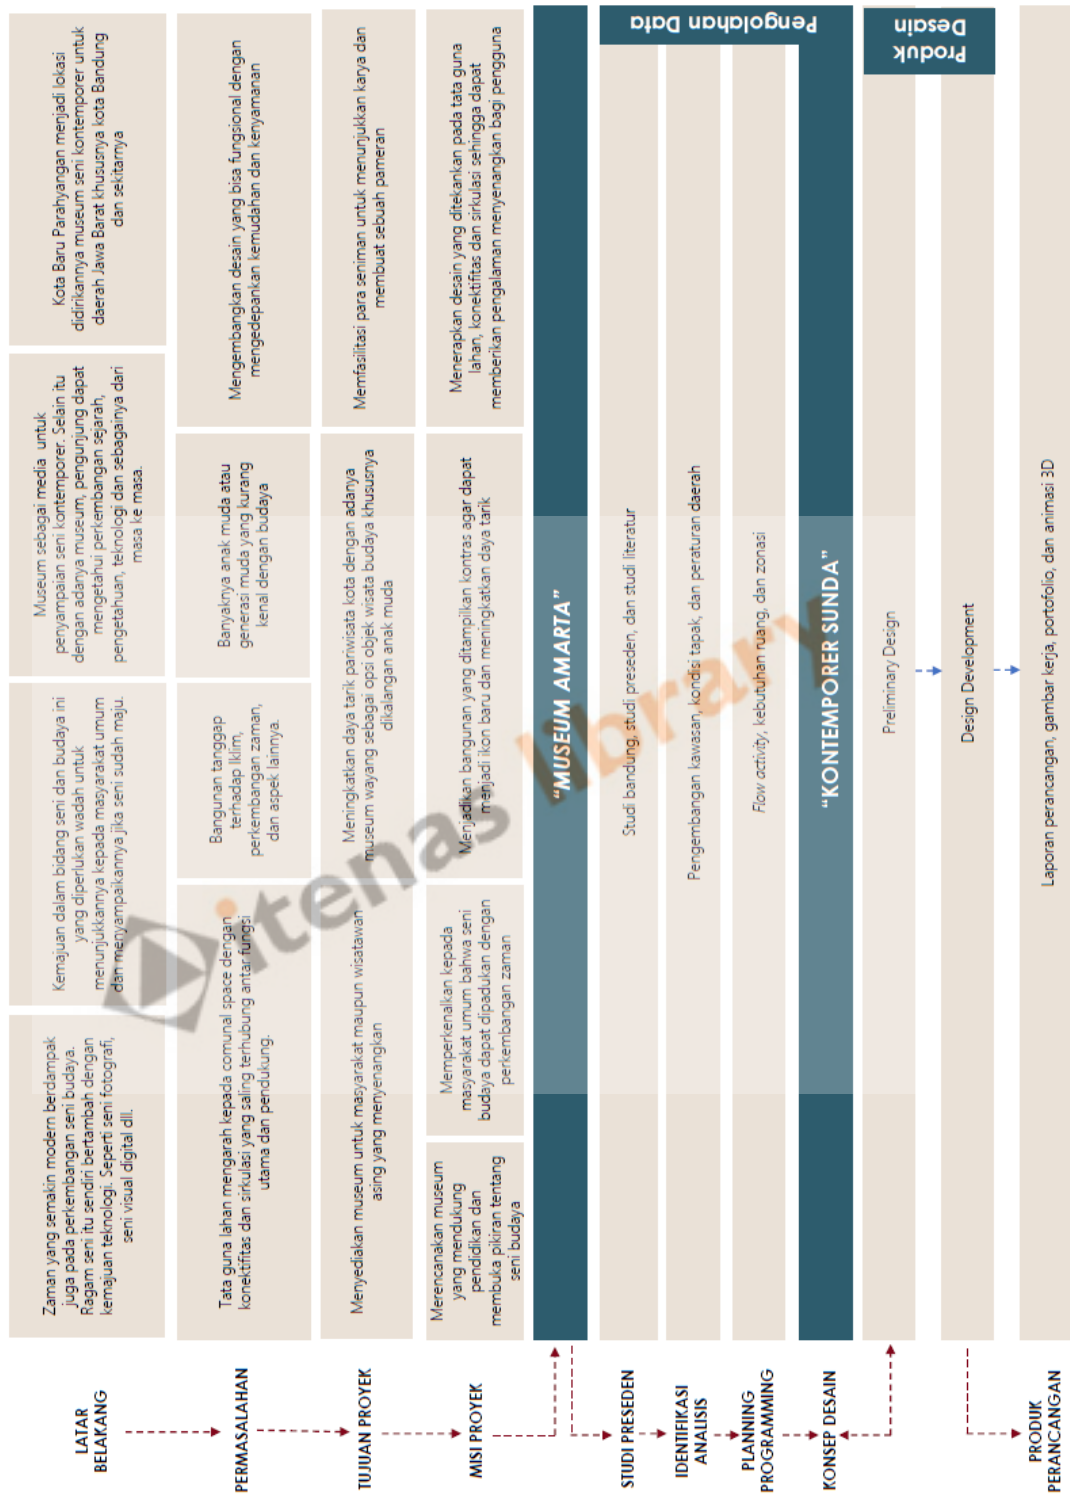 LATAR
BELAKANG
Zaman yang semakin modern berdampak
juga pada perkembangan seni budaya.
Ragam seni itu sendiri bertambah dengan
kemajuan teknologi. Seperti seni fotografi,
seni visual digital dll.
Kemajuan dalam bidang seni dan budaya ini
yang diperlukan wadah untuk
menunjukkannya kepada masyarakat umum
dan menyampaikannya jika seni sudah maju.
Museum sebagai media untuk
penyampaian seni kontemporer. Selain itu
dengan adanya museum, pengunjung dapat
mengetahui perkembangan sejarah,
pengetahuan, teknologi dan sebagainya dari
masa ke masa.
Kota Baru Parahyangan menjadi lokasi
didirikannya museum seni kontemporer untuk
daerah Jawa Barat khususnya kota Bandung
dan sekitarnya
PERMASALAHAN
Tata guna lahan mengarah kepada comunal space dengan
konektifitas dan sirkulasi yang saling terhubung antar fungsi
utama dan pendukung.
Bangunan tanggap
terhadap Iklim,
perkembangan zaman,
dan aspek lainnya.
Banyaknya anak muda atau
generasi muda yang kurang
kenal dengan budaya
Mengembangkan desain yang bisa fungsional dengan
mengedepankan kemudahan dan kenyamanan
TUJUAN PROYEK
Menyediakan museum untuk masyarakat maupun wisatawan
asing yang menyenangkan
Meningkatkan daya tarik pariwisata kota dengan adanya
museum wayang sebagai opsi objek wisata budaya khususnya
dikalangan anak muda
Memfasilitasi para seniman untuk menunjukkan karya dan
membuat sebuah pameran
MISI PROYEK
Merencanakan museum
yang mendukung
pendidikan dan
membuka pikiran tentang
seni budaya
Memperkenalkan kepada
masyarakat umum bahwa seni
budaya dapat dipadukan dengan
perkembangan zaman
Menjadikan bangunan yang ditampilkan kontras agar dapat
menjadi ikon baru dan meningkatkan daya tarik
Menerapkan desain yang ditekankan pada tata guna
lahan, konektifitas dan sirkulasi sehingga dapat
memberikan pengalaman menyenangkan bagi pengguna
"MUSEUM AMARTA"
Pengolahan Data
STUDI PRESEDEN
Studi bandung, studi preseden, dan studi literatur
IDENTIFIKASI
ANALISIS
Pengembangan kawasan, kondisi tapak, dan peraturan daerah
PLANNING
PROGRAMMING
Flow activity, kebutuhan ruang, dan zonasi
KONSEP DESAIN
"KONTEMPORER SUNDA"
Produk
Desain
Preliminary Design
Design Development
PRODUK
PERANCANGAN
Laporan perancangan, gambar kerja, portofolio, dan animasi 3D
itenas library